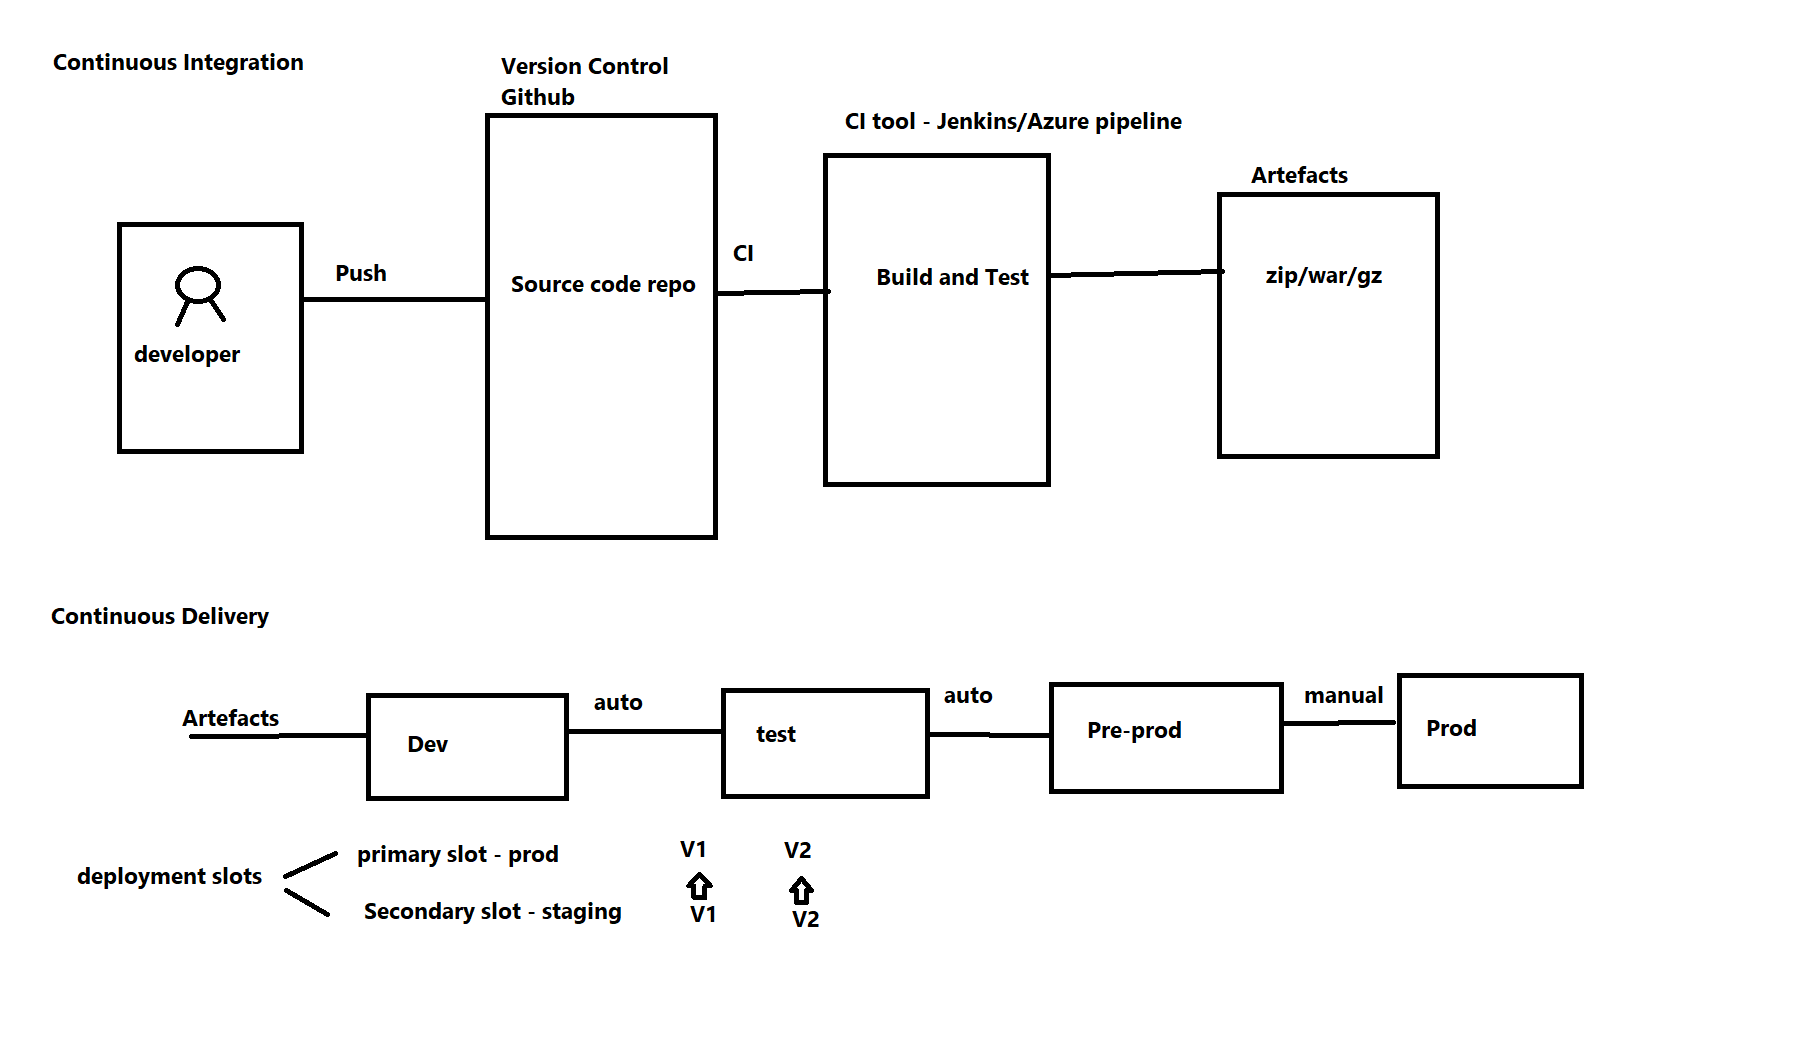 Continuous Integration
Version Control
Github
CI tool - Jenkins/Azure pipeline
Artefacts
Push
CI
Source code repo
Build and Test
zip/war/gz
developer
Continuous Delivery
Artefacts
Dev
auto
test
auto
Pre-prod
manual
Prod
deployment slots
primary slot - prod
V1
V2
Secondary slot - staging
V1
V2